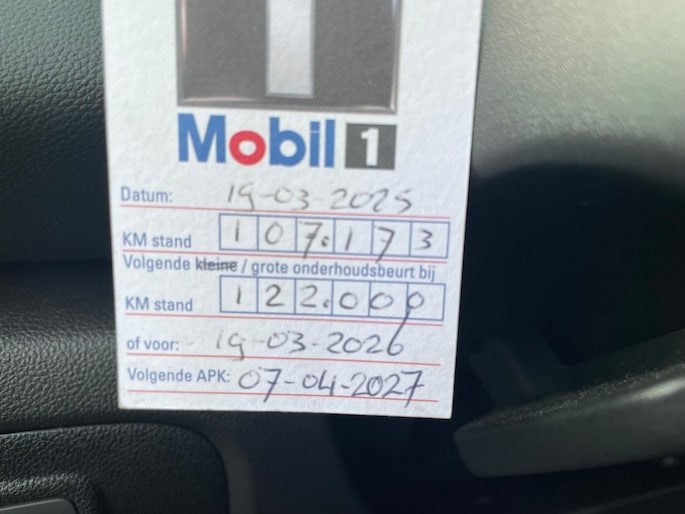 Mobil 1
Datum: 19-03-2025
KM stand 107.173
Volgende kleine / grote onderhoudsbeurt bij
KM stand 122.000
of voor: 19-03-2026
Volgende APK: 07-04-2027